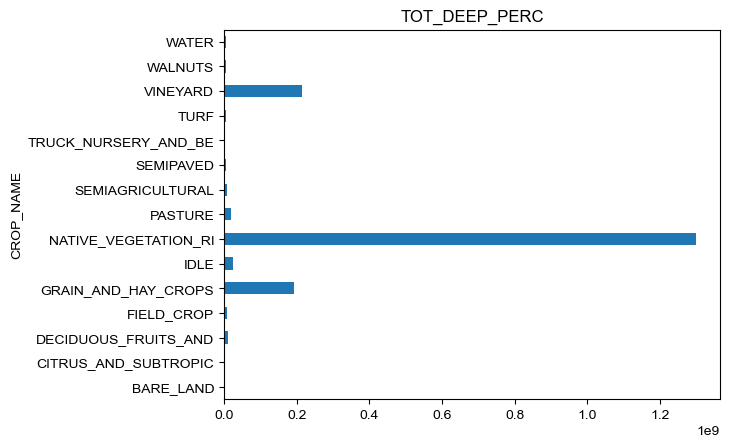 TOT_DEEP_PERC
CROP_NAME
WATER
WALNUTS
VINEYARD
TURF
TRUCK_NURSERY_AND_BE
SEMIPAVED
SEMIAGRICULTURAL
PASTURE
NATIVE_VEGETATION_RI
IDLE
GRAIN_AND_HAY_CROPS
FIELD_CROP
DECIDUOUS_FRUITS_AND
CITRUS_AND_SUBTROPIC
BARE_LAND
0.0 0.2 0.4 0.6 0.8 1.0 1.2
1e9